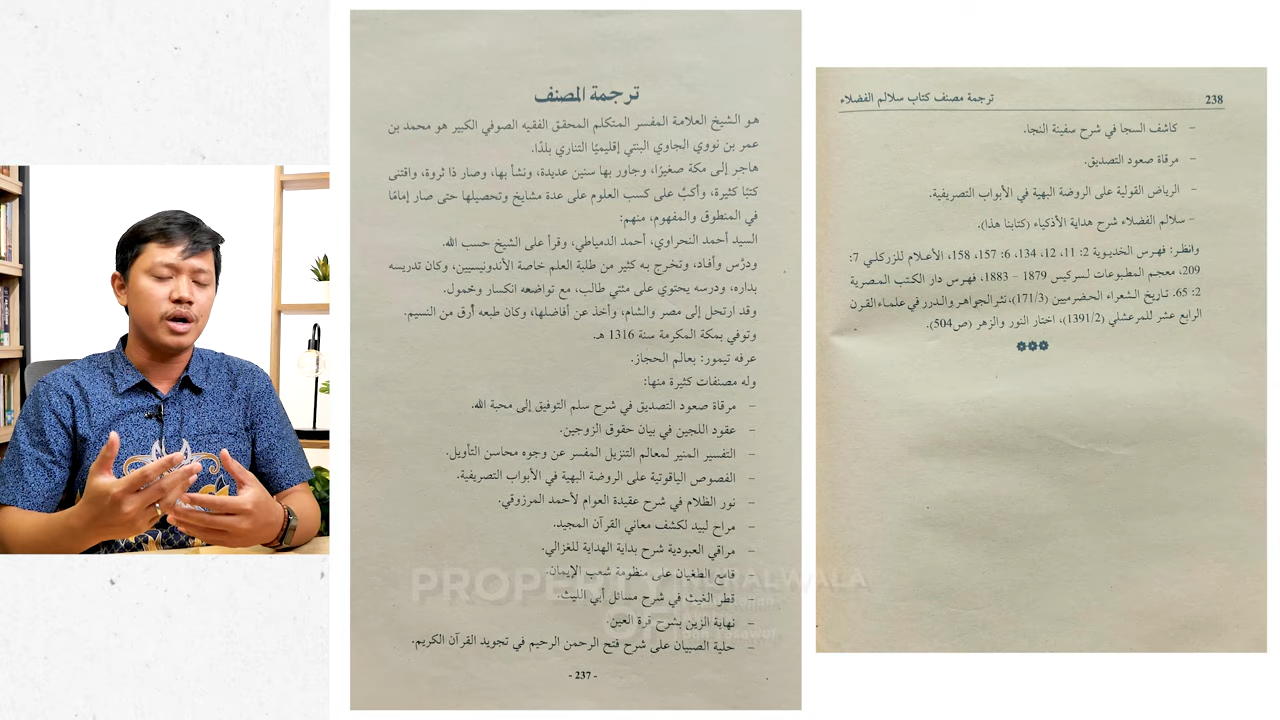 ترجمة المصنف
هو الشيخ العلامة المفسر المتكلم المحقق الفقيه الصوفي الكبير هو محمد بن
عمر بن نووي الجاوي البنتي إقليميًا التناري بلدًا.
هاجر إلى مكة صغيرًا، وجاور بها سنين عديدة، ونشأ بها، وصار ذا ثروة، واقتنى
كتبًا كثيرة، وأكبَّ على كسب العلوم على عدة مشايخ وتحصيلها حتى صار إمامًا
في المنطوق والمفهوم، منهم:
السيد أحمد النحراوي، أحمد الدمياطي، وقرأ على الشيخ حسب الله.
ودرَّس وأفاد، وتخرج به كثير من طلبة العلم خاصة الأندونيسيين، وكان تدريسه
بداره، ودرسه يحتوي على مئتي طالب، مع تواضعه انكسار وخمول.
وقد ارتحل إلى مصر والشام، وأخذ عن أفاضلها، وكان طبعه أرق من النسيم.
وتوفي بمكة المكرمة سنة 1316 هـ.
عرفه تيمور: بعالم الحجاز.
وله مصنفات كثيرة منها:
– مرقاة صعود التصديق في شرح سلم التوفيق إلى محبة الله.
– عقود اللجين في بيان حقوق الزوجين.
– التفسير المنير لمعالم التنزيل المفسر عن وجوه محاسن التأويل.
– الفصوص الياقوتية على الروضة البهية في الأبواب التصريفية.
– نور الظلام في شرح عقيدة العوام لأحمد المرزوقي.
– مراح لبيد لكشف معاني القرآن المجيد.
– مراقي العبودية شرح بداية الهداية للغزالي.
– قامع الطغيان على منظومة شعب الإيمان.
– قطر الغيث في شرح مسائل أبي الليث.
– نهاية الزين بشرح قرة العين.
– حلية الصبيان على شرح فتح الرحمن الرحيم في تجويد القرآن الكريم.
- 237 -
PROPERTY
OF
238 ترجمة مصنف كتاب سلالم الفضلاء
– كاشف السجا في شرح سفينة النجا.
– مرقاة صعود التصديق.
– الرياض القولية على الروضة البهية في الأبواب التصريفية.
– سلالم الفضلاء شرح هداية الأذكياء (كتابنا هذا).
وانظر: فهرس الخديوية 2: 11، 12، 134، 6: 157، 158، الأعلام للزركلي 7:
209، معجم المطبوعات لسركيس 1879 – 1883، فهرس دار الكتب المصرية
2: 65. تاريخ الشعراء الحضرميين (171/3)، نثر الجواهر والدرر في علماء القرن
الرابع عشر للمرعشلي (1391/2)، اختار النور والزهر (ص504).